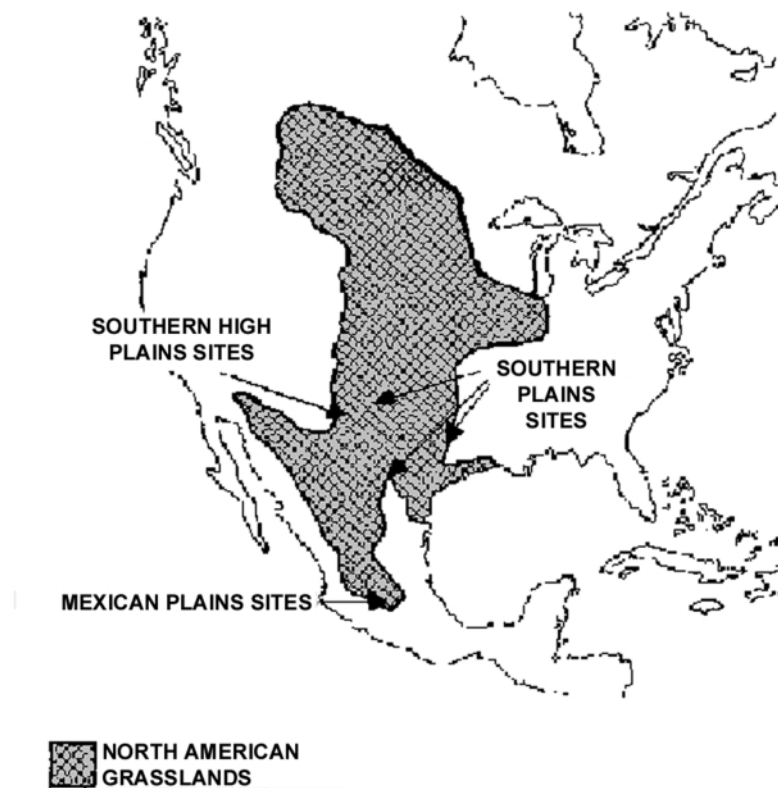 SOUTHERN HIGH
PLAINS SITES
SOUTHERN
PLAINS
SITES
MEXICAN PLAINS SITES
NORTH AMERICAN
GRASSLANDS